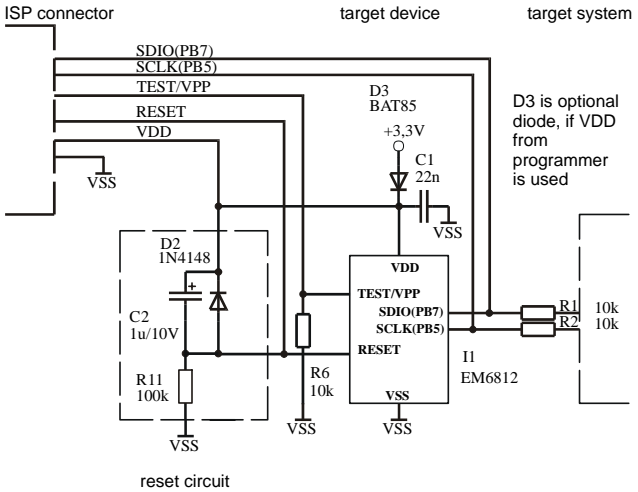 ISP connector
target device
target system
SDIO(PB7)
SCLK(PB5)
TEST/VPP
RESET
VDD
VSS
D3
BAT85
+3,3V
C1
22n
VSS
D3 is optional
diode, if VDD
from
programmer
is used
D2
1N4148
+
C2
1u/10V
R11
100k
VSS
reset circuit
R6
10k
VSS
VDD
TEST/VPP
SDIO(PB7)
SCLK(PB5)
RESET
VSS
VSS
I1
EM6812
R1
10k
R2
10k